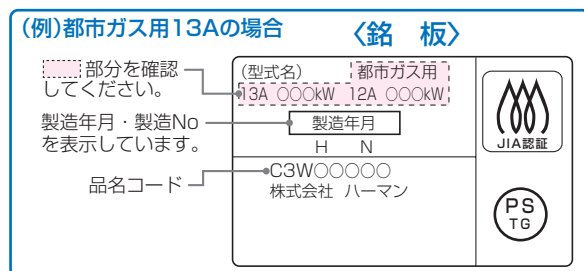 (例)都市ガス用13Aの場合
〈銘 板〉
部分を確認
してください。
製造年月・製造No
を表示しています。
品名コード
(型式名) 都市ガス用
13A ○○○kW 12A ○○○kW
製造年月
H N
C3W○○○○○
株式会社 ハーマン
JIA認証
PS
TG